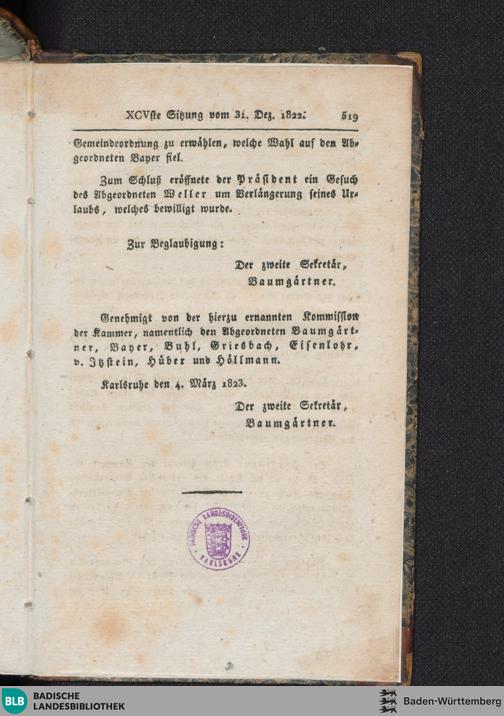 XCVste Sitzung vom 31. Dez. 1822. 519
Gemeindeordnung zu erwählen, welche Wahl auf den Ab-
geordneten Bayer fiel.
Zum Schluß eröffnete der Präsident ein Gesuch
des Abgeordneten Weller um Verlängerung seines Ur-
laubs, welches bewilligt wurde.
Zur Beglaubigung:
Der zweite Sekretär,
Baumgärtner.
Genehmigt von der hierzu ernannten Kommission
der Kammer, namentlich den Abgeordneten Baumgärt-
ner, Bayer, Buhl, Griesbach, Eisenlohr,
v. Itzstein, Hüber und Höllmann.
Karlsruhe den 4. März 1823.
Der zweite Sekretär,
Baumgärtner.
BADISCHE LANDESBIBLIOTHEK
KARLSRUHE
BLB BADISCHE
LANDESBIBLIOTHEK
Baden-Württemberg